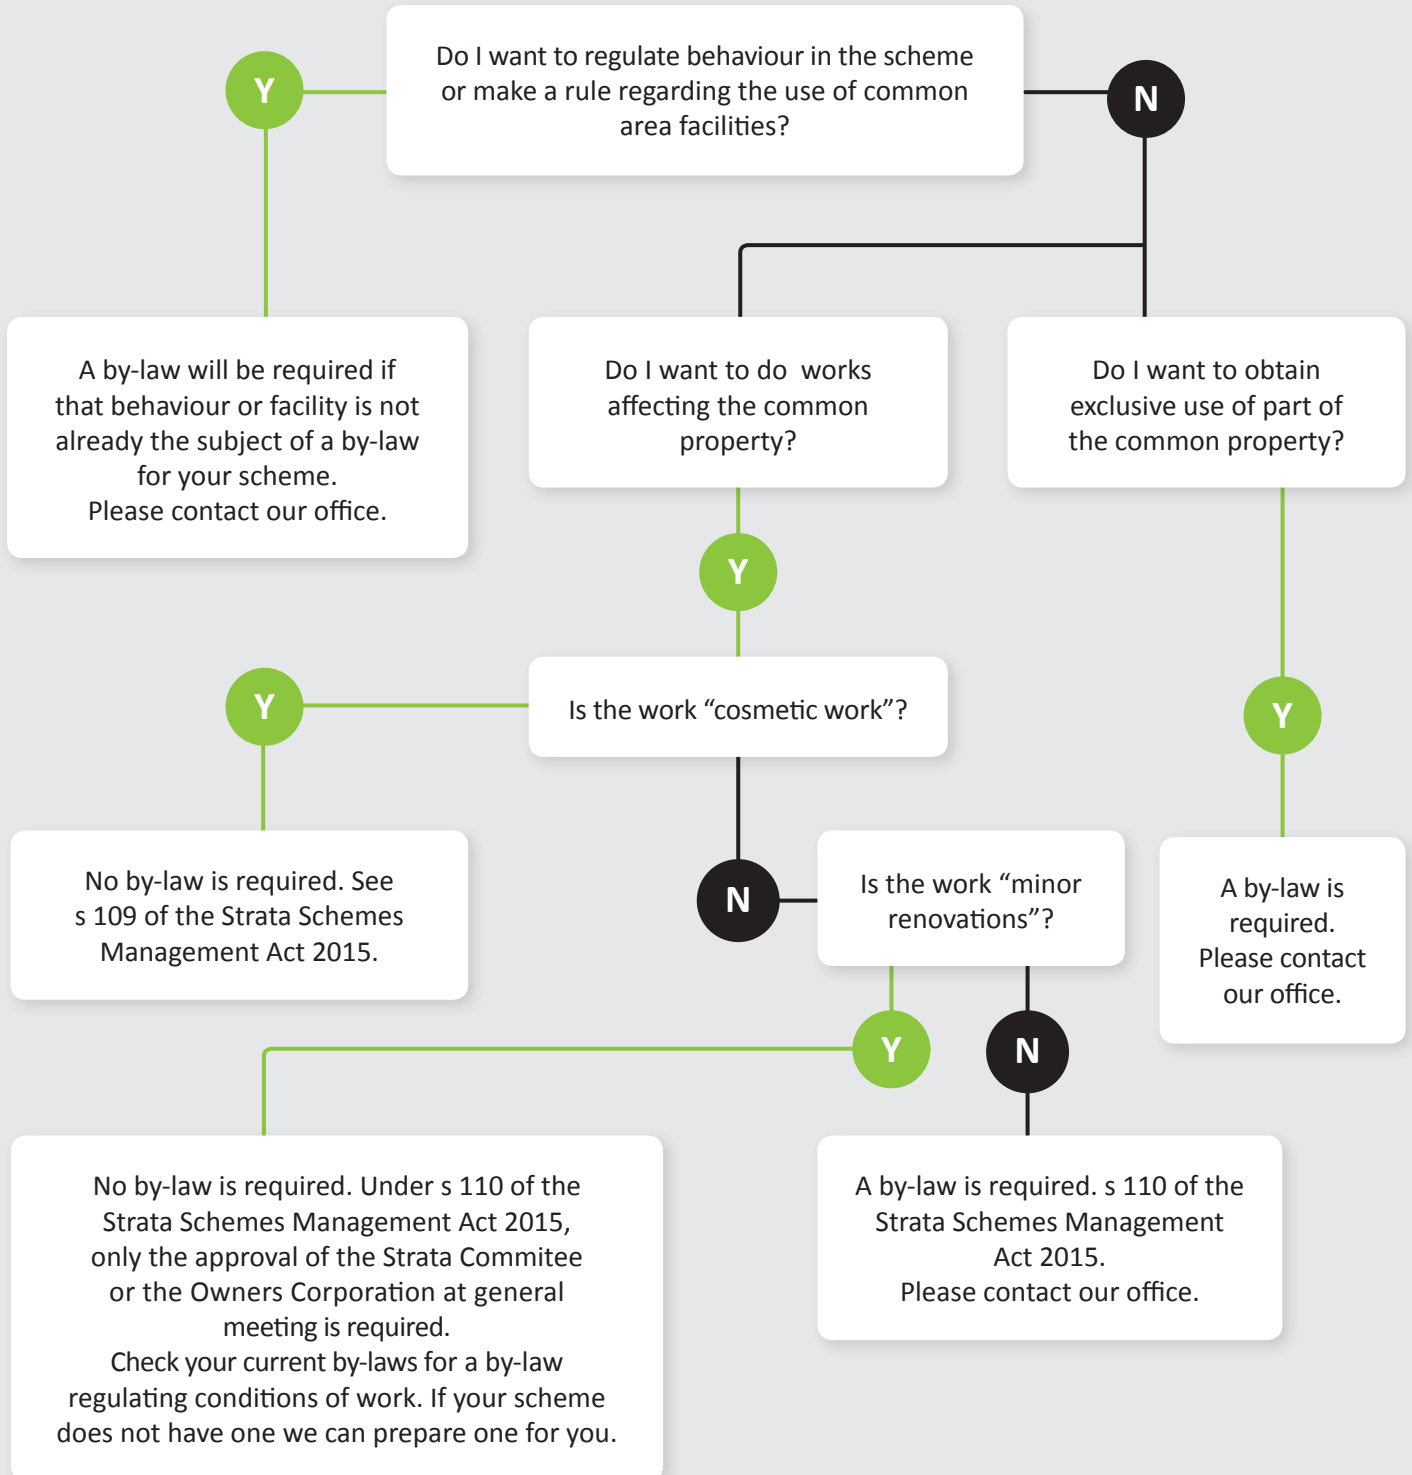 Do I want to regulate behaviour in the scheme
or make a rule regarding the use of common
area facilities?
Y
N
A by-law will be required if
that behaviour or facility is not
already the subject of a by-law
for your scheme.
Please contact our office.
Do I want to do works
affecting the common
property?
Do I want to obtain
exclusive use of part of
the common property?
Y
Y
Is the work “cosmetic work”?
Y
No by-law is required. See
s 109 of the Strata Schemes
Management Act 2015.
N
Is the work “minor
renovations”?
A by-law is
required.
Please contact
our office.
Y
N
No by-law is required. Under s 110 of the
Strata Schemes Management Act 2015,
only the approval of the Strata Commitee
or the Owners Corporation at general
meeting is required.
Check your current by-laws for a by-law
regulating conditions of work. If your scheme
does not have one we can prepare one for you.
A by-law is required. s 110 of the
Strata Schemes Management
Act 2015.
Please contact our office.